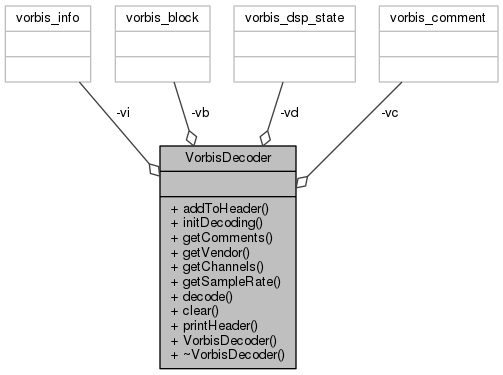 vorbis_info
vorbis_block
vorbis_dsp_state
vorbis_comment
-vi
-vb
-vd
-vc
VorbisDecoder
+ addToHeader()
+ initDecoding()
+ getComments()
+ getVendor()
+ getChannels()
+ getSampleRate()
+ decode()
+ clear()
+ printHeader()
+ VorbisDecoder()
+ ~VorbisDecoder()